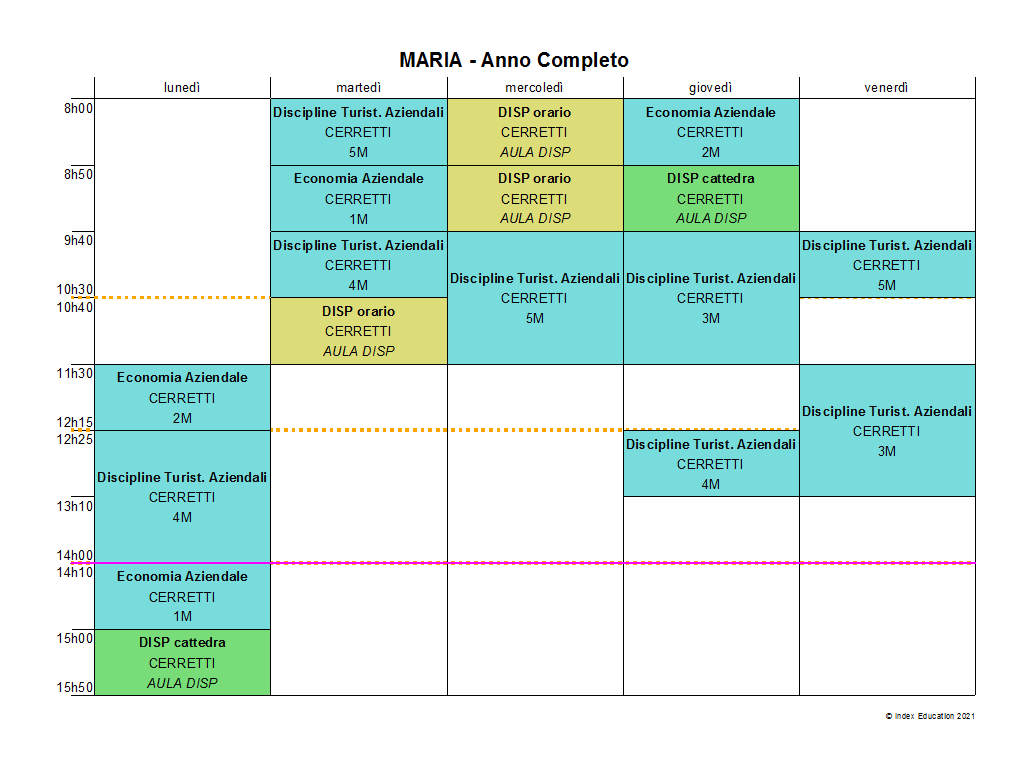 MARIA - Anno Completo
lunedì martedì mercoledì giovedì venerdì
8h00
Discipline Turist. Aziendali
CERRETTI
5M
DISP orario
CERRETTI
AULA DISP
Economia Aziendale
CERRETTI
2M
8h50
Economia Aziendale
CERRETTI
1M
DISP orario
CERRETTI
AULA DISP
DISP cattedra
CERRETTI
AULA DISP
9h40
Discipline Turist. Aziendali
CERRETTI
4M
Discipline Turist. Aziendali
CERRETTI
5M
Discipline Turist. Aziendali
CERRETTI
3M
Discipline Turist. Aziendali
CERRETTI
5M
10h30
10h40
DISP orario
CERRETTI
AULA DISP
11h30
Economia Aziendale
CERRETTI
2M
Discipline Turist. Aziendali
CERRETTI
3M
12h15
12h25
Discipline Turist. Aziendali
CERRETTI
4M
Discipline Turist. Aziendali
CERRETTI
4M
13h10
14h00
14h10
Economia Aziendale
CERRETTI
1M
15h00
DISP cattedra
CERRETTI
AULA DISP
15h50
© Index Education 2021